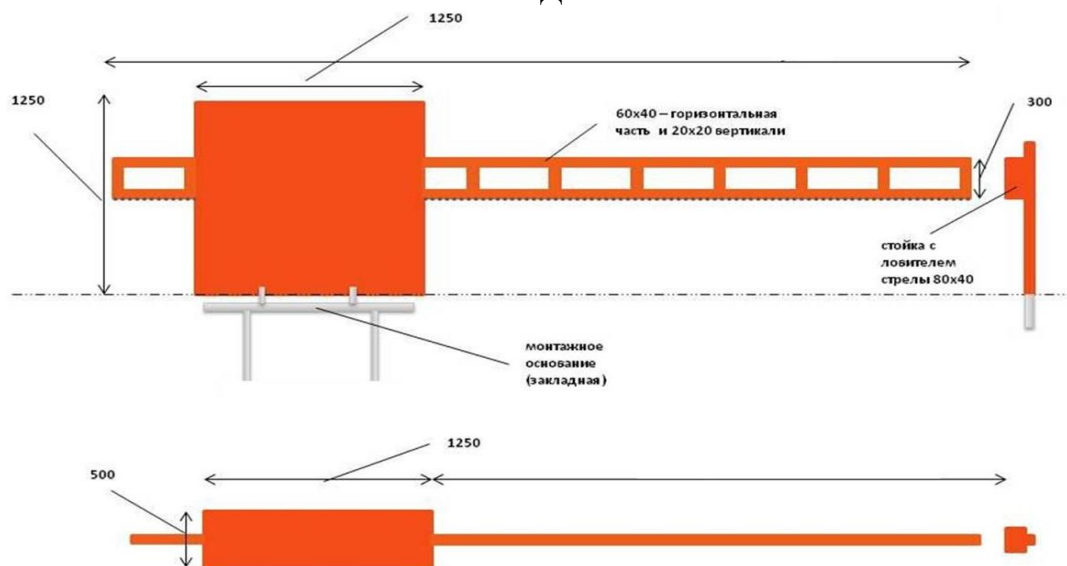 1250
1250
60х40 – горизонтальная
часть и 20х20 вертикали
300
стойка с
ловителем
стрелы 80х40
монтажное
основание
(закладная)
1250
500